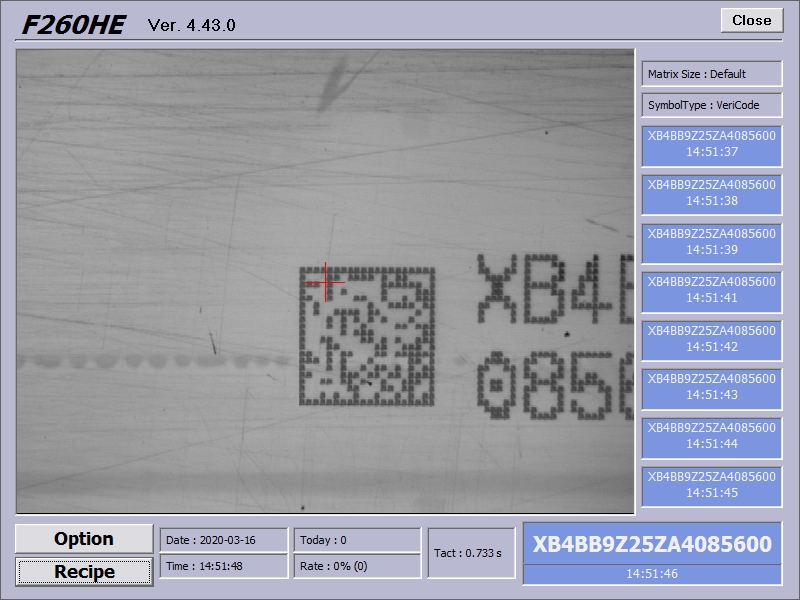 F260HE Ver. 4.43.0
Close
Matrix Size : Default
SymbolType : VeriCode
XB4BB9Z25ZA4085600
14:51:37
XB4BB9Z25ZA4085600
14:51:38
XB4BB9Z25ZA4085600
14:51:39
XB4BB9Z25ZA4085600
14:51:41
XB4BB9Z25ZA4085600
14:51:42
XB4BB9Z25ZA4085600
14:51:43
XB4BB9Z25ZA4085600
14:51:44
XB4BB9Z25ZA4085600
14:51:45
XB4
085
Option
Recipe
Date : 2020-03-16
Time : 14:51:48
Today : 0
Rate : 0% (0)
Tact : 0.733 s
XB4BB9Z25ZA4085600
14:51:46